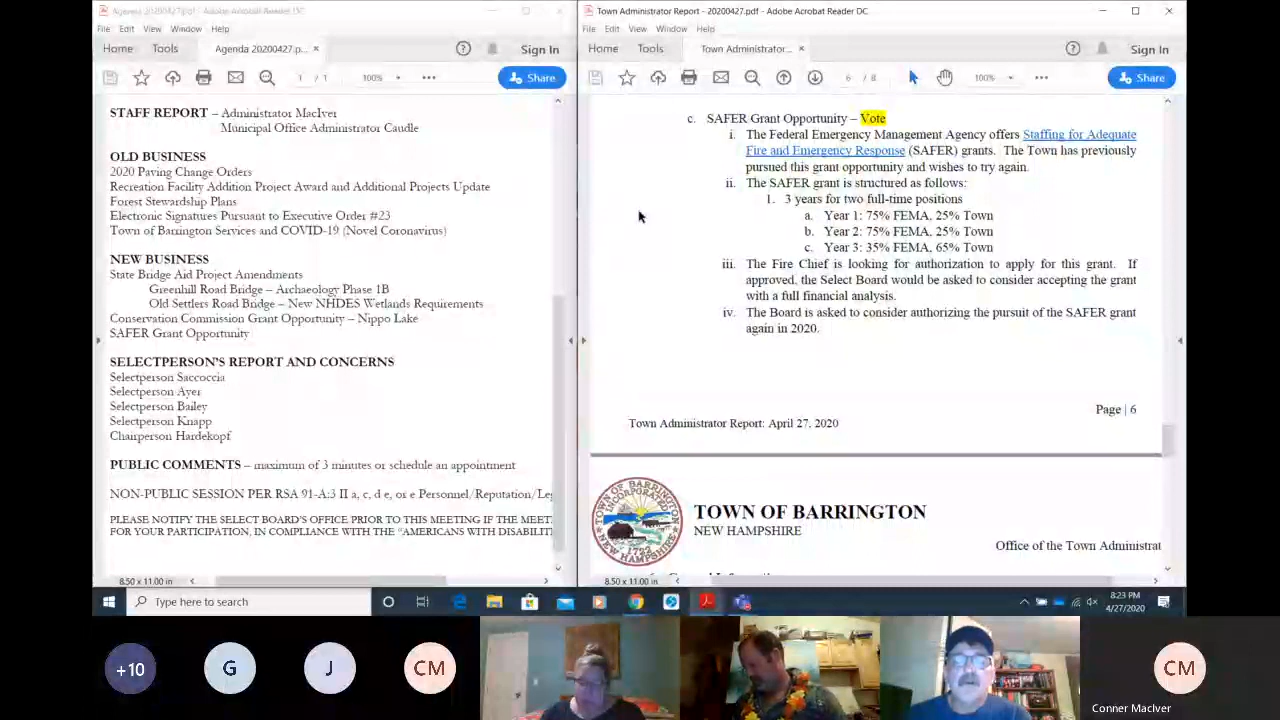 Agenda 20200427.pdf - Adobe Acrobat Reader DC
File Edit View Window Help
Home Tools Agenda 20200427.p... × Sign In
1 / 1 100% Share
STAFF REPORT – Administrator MacIver
Municipal Office Administrator Caudle
OLD BUSINESS
2020 Paving Change Orders
Recreation Facility Addition Project Award and Additional Projects Update
Forest Stewardship Plans
Electronic Signatures Pursuant to Executive Order #23
Town of Barrington Services and COVID-19 (Novel Coronavirus)
NEW BUSINESS
State Bridge Aid Project Amendments
Greenhill Road Bridge – Archaeology Phase 1B
Old Settlers Road Bridge – New NHDES Wetlands Requirements
Conservation Commission Grant Opportunity – Nippo Lake
SAFER Grant Opportunity
SELECTPERSON'S REPORT AND CONCERNS
Selectperson Saccoccia
Selectperson Ayer
Selectperson Bailey
Selectperson Knapp
Chairperson Hardekopf
PUBLIC COMMENTS – maximum of 3 minutes or schedule an appointment
NON-PUBLIC SESSION PER RSA 91-A:3 II a, c, d e, or e Personnel/Reputation/Leg
PLEASE NOTIFY THE SELECT BOARD'S OFFICE PRIOR TO THIS MEETING IF THE MEET
FOR YOUR PARTICIPATION, IN COMPLIANCE WITH THE "AMERICANS WITH DISABILIT
8.50 x 11.00 in
Town Administrator Report - 20200427.pdf - Adobe Acrobat Reader DC
File Edit View Window Help
Home Tools Town Administrator... × Sign In
6 / 8 100% Share
c. SAFER Grant Opportunity – Vote
i. The Federal Emergency Management Agency offers Staffing for Adequate
Fire and Emergency Response (SAFER) grants. The Town has previously
pursued this grant opportunity and wishes to try again.
ii. The SAFER grant is structured as follows:
1. 3 years for two full-time positions
a. Year 1: 75% FEMA, 25% Town
b. Year 2: 75% FEMA, 25% Town
c. Year 3: 35% FEMA, 65% Town
iii. The Fire Chief is looking for authorization to apply for this grant. If
approved, the Select Board would be asked to consider accepting the grant
with a full financial analysis.
iv. The Board is asked to consider authorizing the pursuit of the SAFER grant
again in 2020.
Page | 6
Town Administrator Report: April 27, 2020
TOWN OF BARRINGTON
INCORPORATED
1722
NEW HAMPSHIRE
TOWN OF BARRINGTON
NEW HAMPSHIRE
Office of the Town Administrat
8.50 x 11.00 in
Type here to search
8:23 PM
4/27/2020
+10 G J CM CM
Conner MacIver